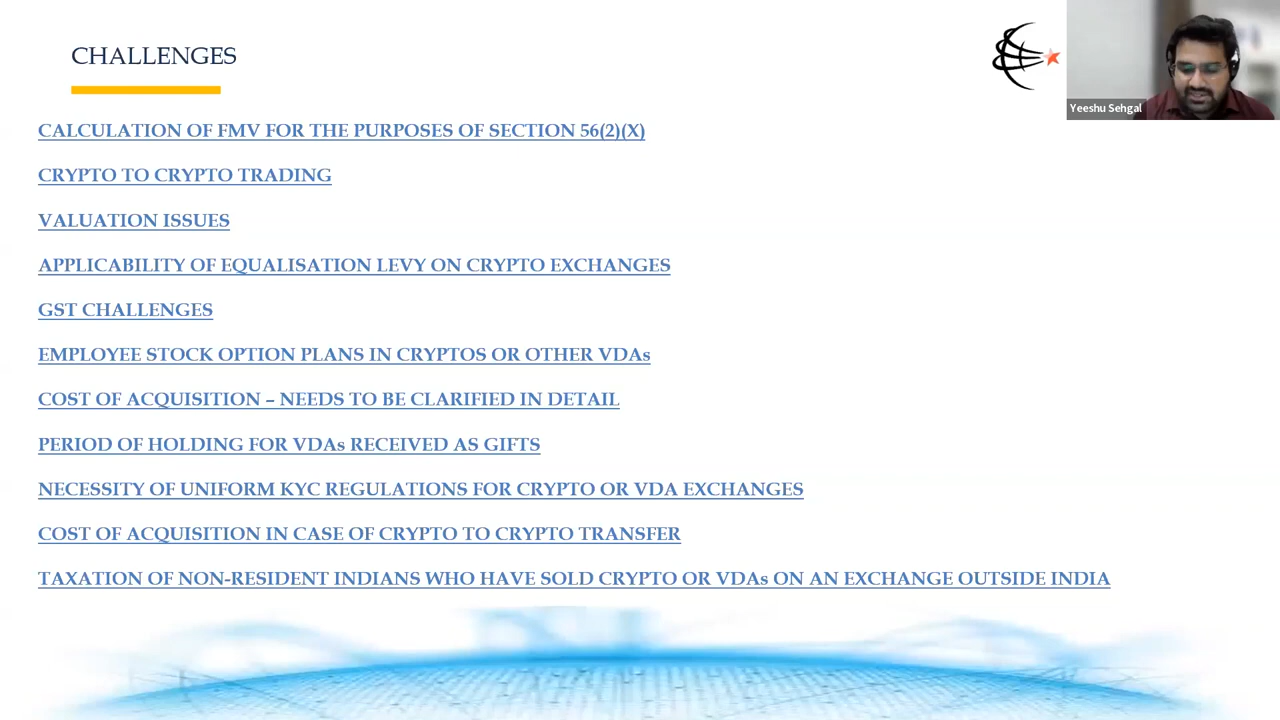 CHALLENGES
Yeeshu Sehgal
CALCULATION OF FMV FOR THE PURPOSES OF SECTION 56(2)(X)
CRYPTO TO CRYPTO TRADING
VALUATION ISSUES
APPLICABILITY OF EQUALISATION LEVY ON CRYPTO EXCHANGES
GST CHALLENGES
EMPLOYEE STOCK OPTION PLANS IN CRYPTOS OR OTHER VDAs
COST OF ACQUISITION – NEEDS TO BE CLARIFIED IN DETAIL
PERIOD OF HOLDING FOR VDAs RECEIVED AS GIFTS
NECESSITY OF UNIFORM KYC REGULATIONS FOR CRYPTO OR VDA EXCHANGES
COST OF ACQUISITION IN CASE OF CRYPTO TO CRYPTO TRANSFER
TAXATION OF NON-RESIDENT INDIANS WHO HAVE SOLD CRYPTO OR VDAs ON AN EXCHANGE OUTSIDE INDIA